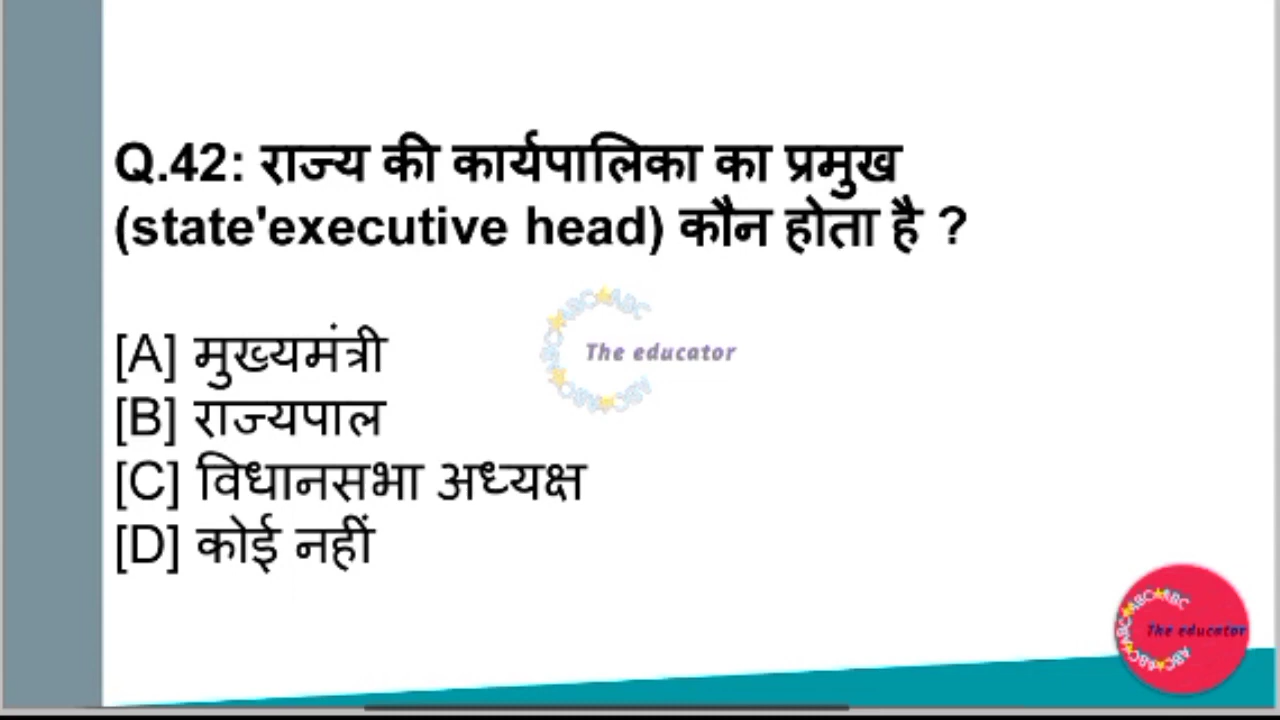 Q.42: राज्य की कार्यपालिका का प्रमुख
(state'executive head) कौन होता है ?
The educator
[A] मुख्यमंत्री
[B] राज्यपाल
[C] विधानसभा अध्यक्ष
[D] कोई नहीं
The educator